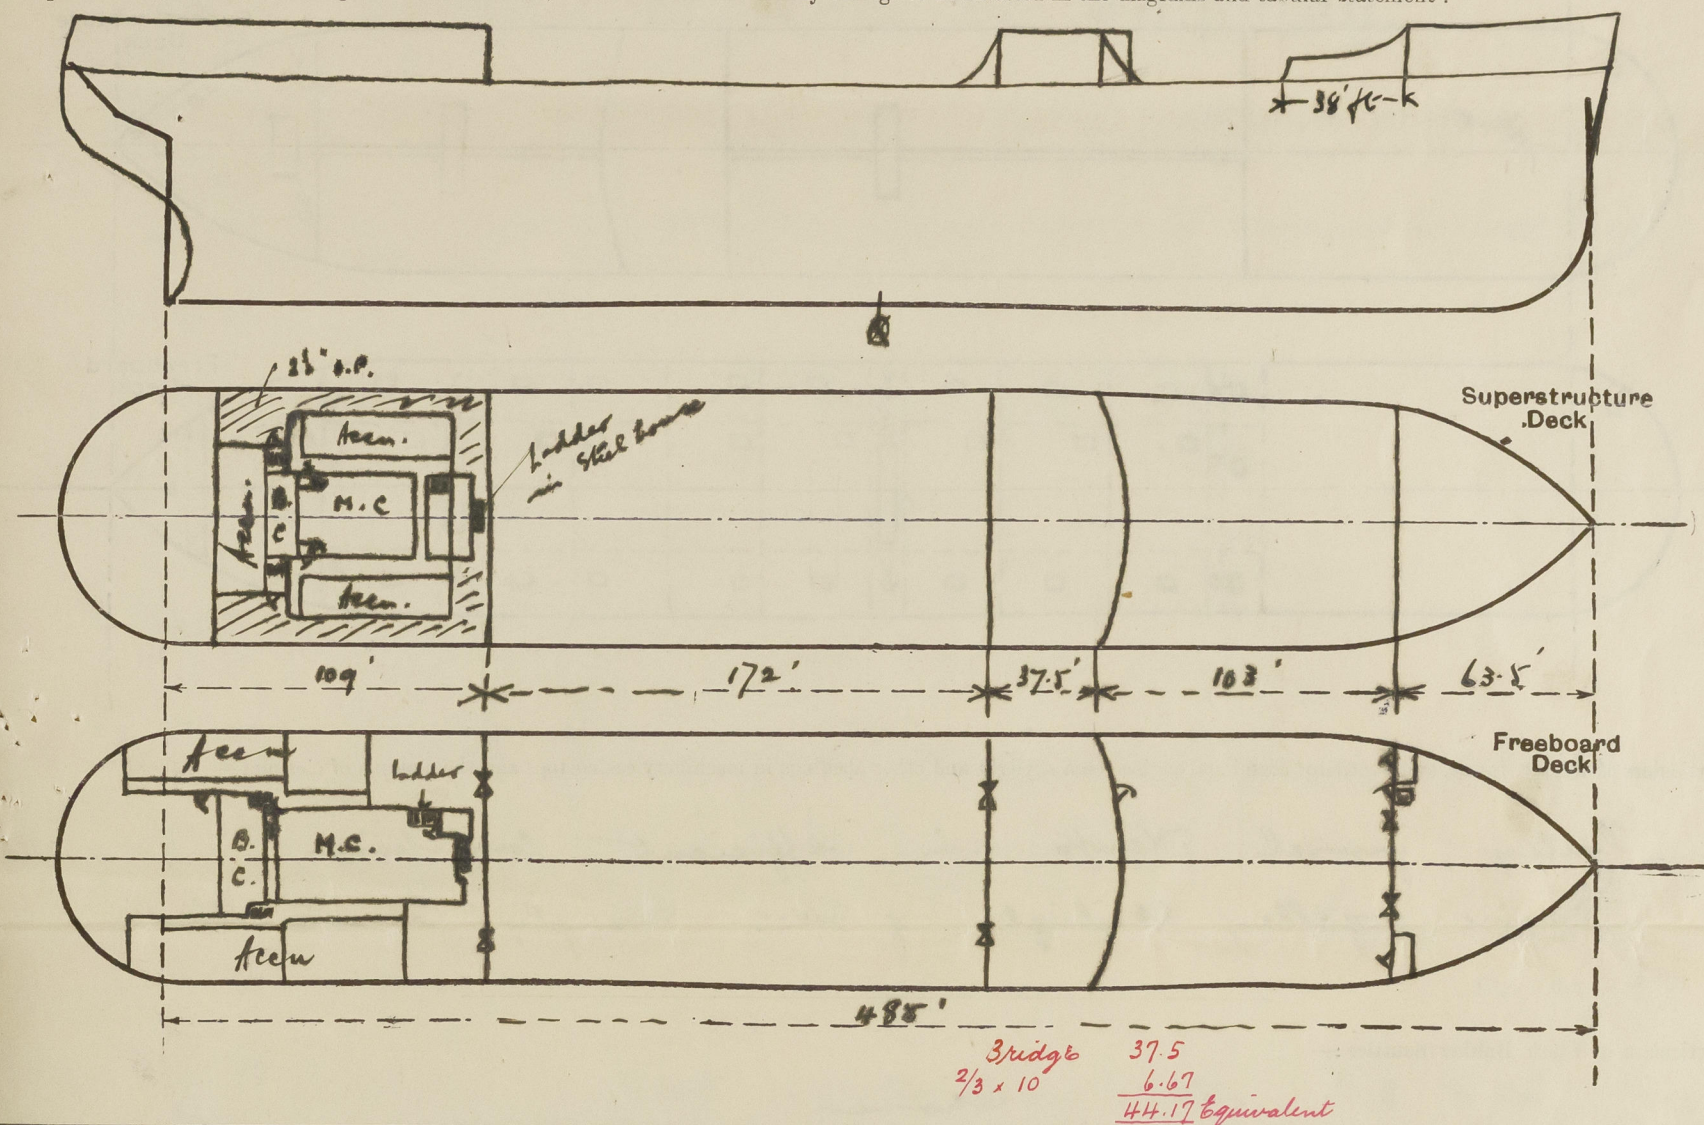 38' ft
2½" O.P.
Superstructure
Deck
Accn.
Ladder
in steel house
Accn.
B.
C
M.C
Accn.
109'
172'
37.5'
103'
63.5'
Freeboard
Deck
Accn
Ladder
B.
C.
M.C.
Accn
485'
Bridge 37.5
2/3 x 10 6.67
44.17 Equivalent